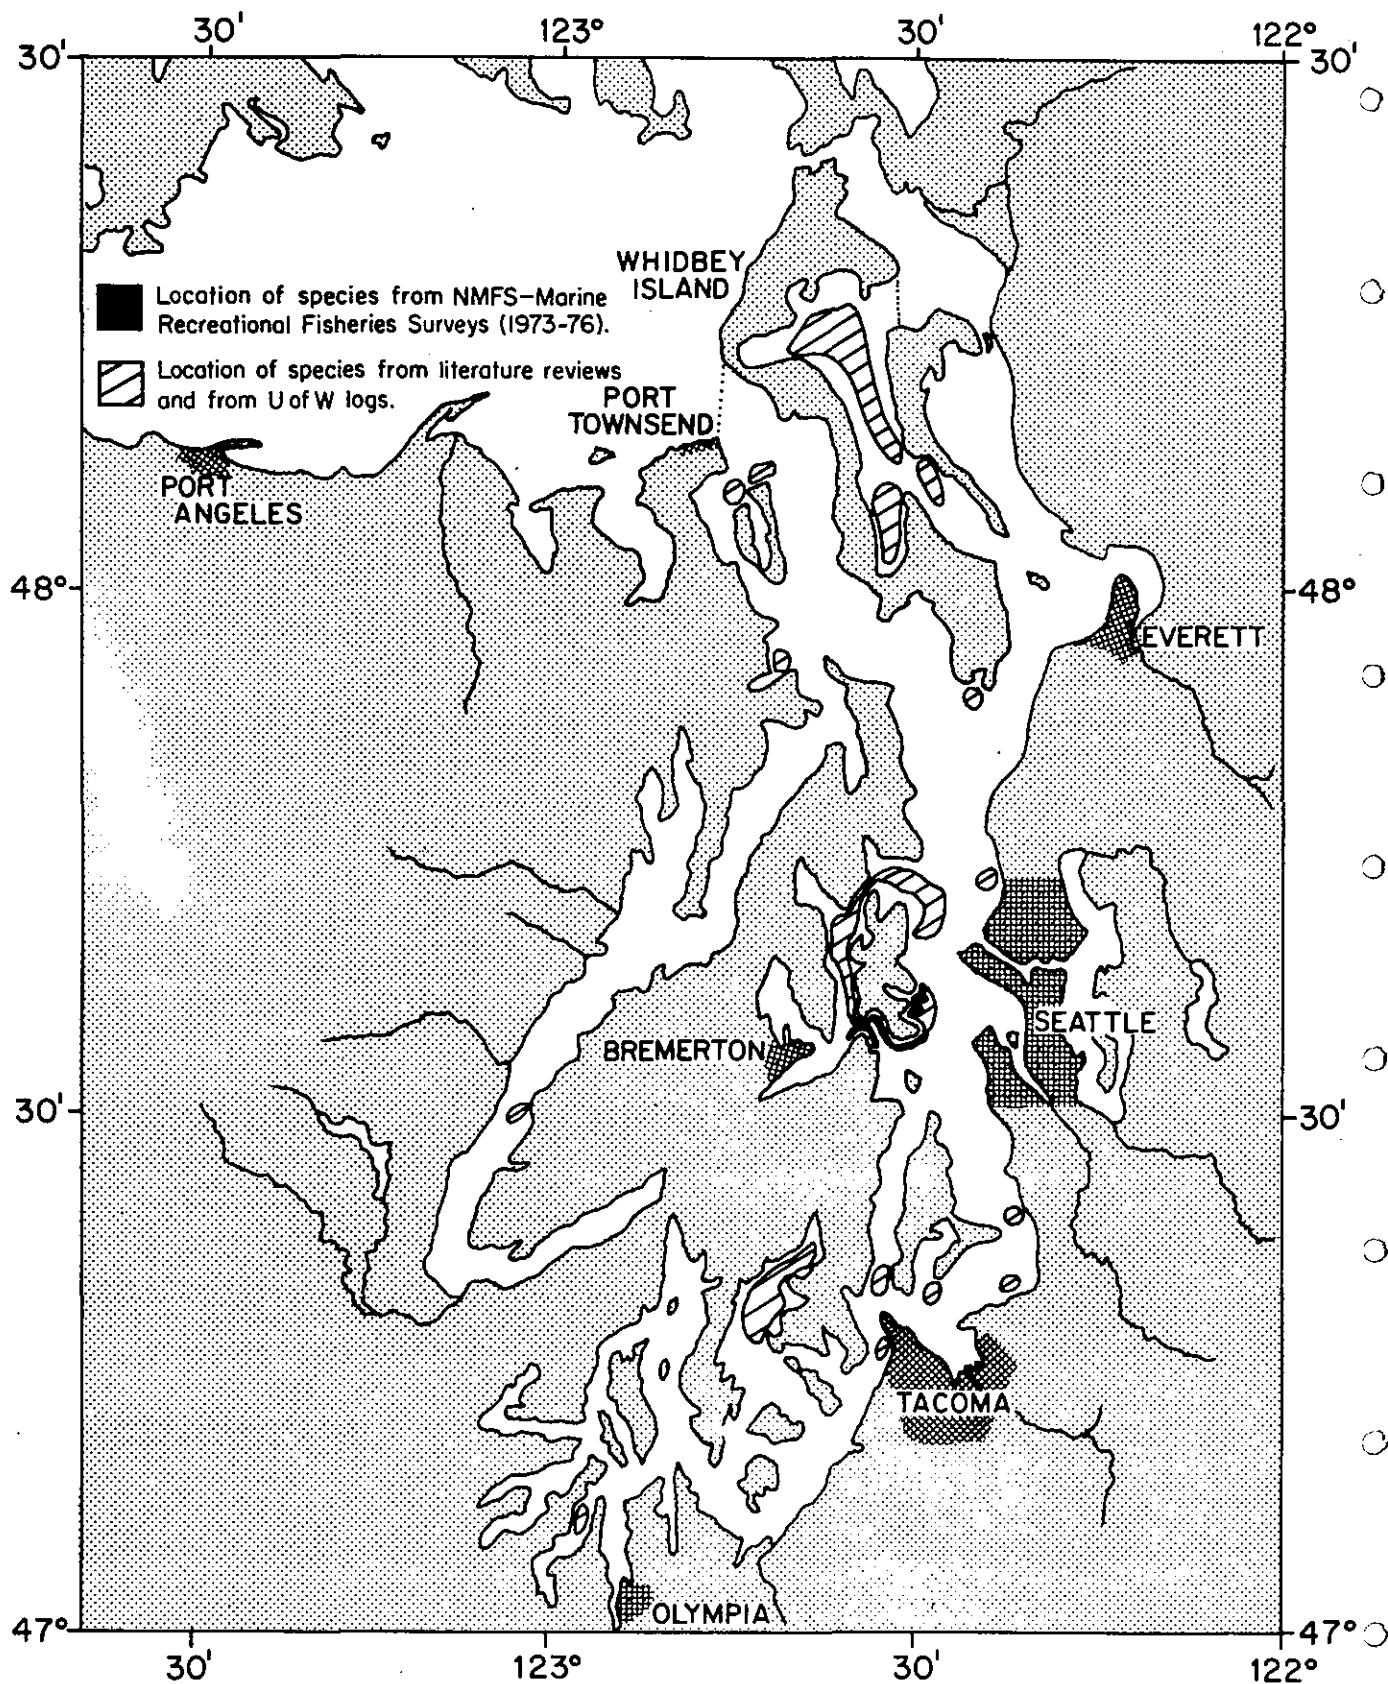 30' 123° 30' 122°
30' 30'
WHIDBEY
ISLAND
Location of species from NMFS–Marine
Recreational Fisheries Surveys (1973-76).
Location of species from literature reviews
and from U of W logs.
PORT
TOWNSEND
PORT
ANGELES
48° 48°
EVERETT
SEATTLE
BREMERTON
30' 30'
TACOMA
OLYMPIA
47° 47°
30' 123° 30' 122°